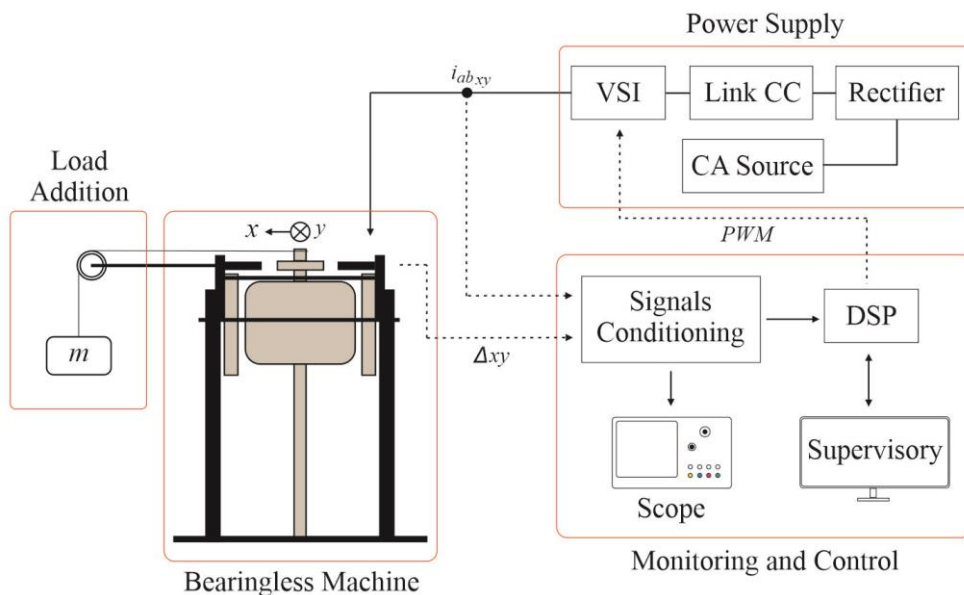 Power Supply
i_{ab_{xy}}
VSI
Link CC
Rectifier
CA Source
Load
Addition
x
y
PWM
m
Signals
Conditioning
DSP
Δxy
Supervisory
Scope
Bearingless Machine
Monitoring and Control